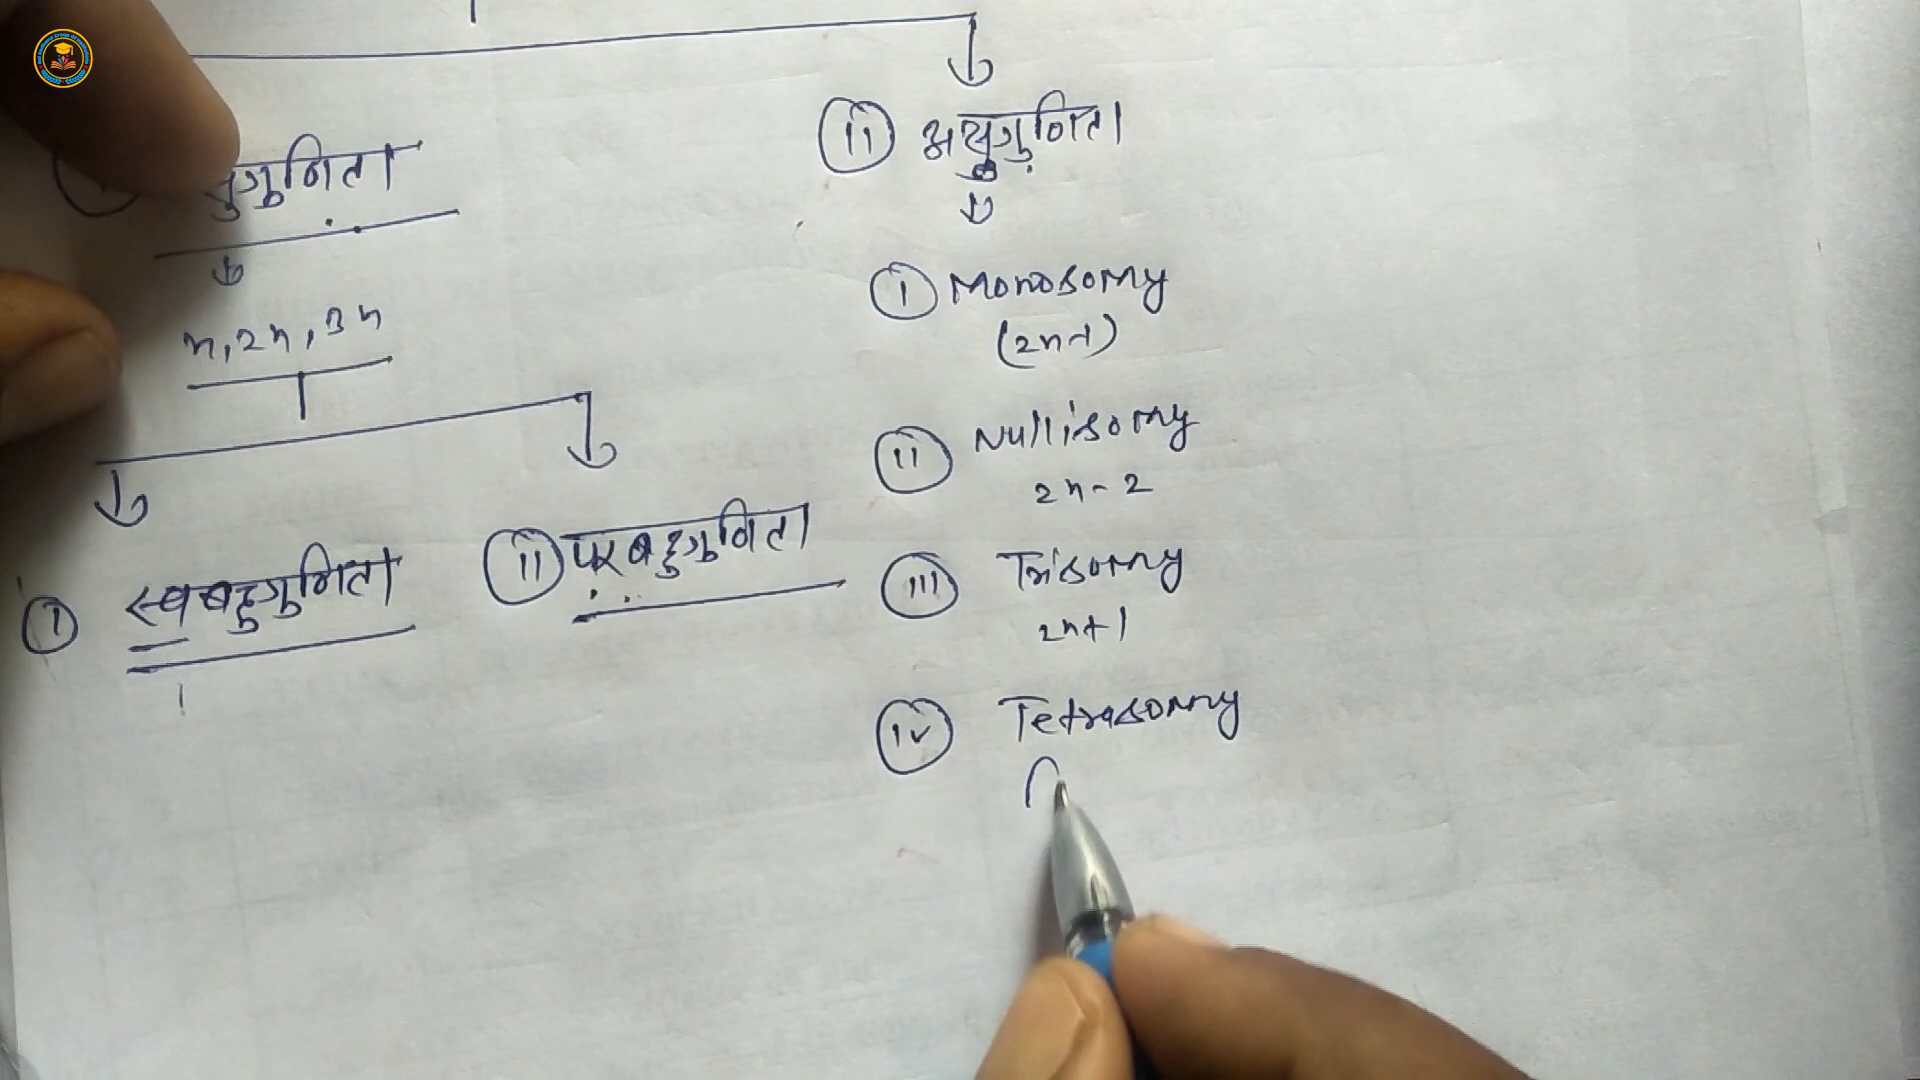 सुगुणिता
n, 2n, 3n
I स्वबहुगुणिता
II परबहुगुणिता
II असुगुणिता
I Monosomy
(2n-1)
II Nullisomy
2n-2
III Trisomy
2n+1
IV Tetrasomy